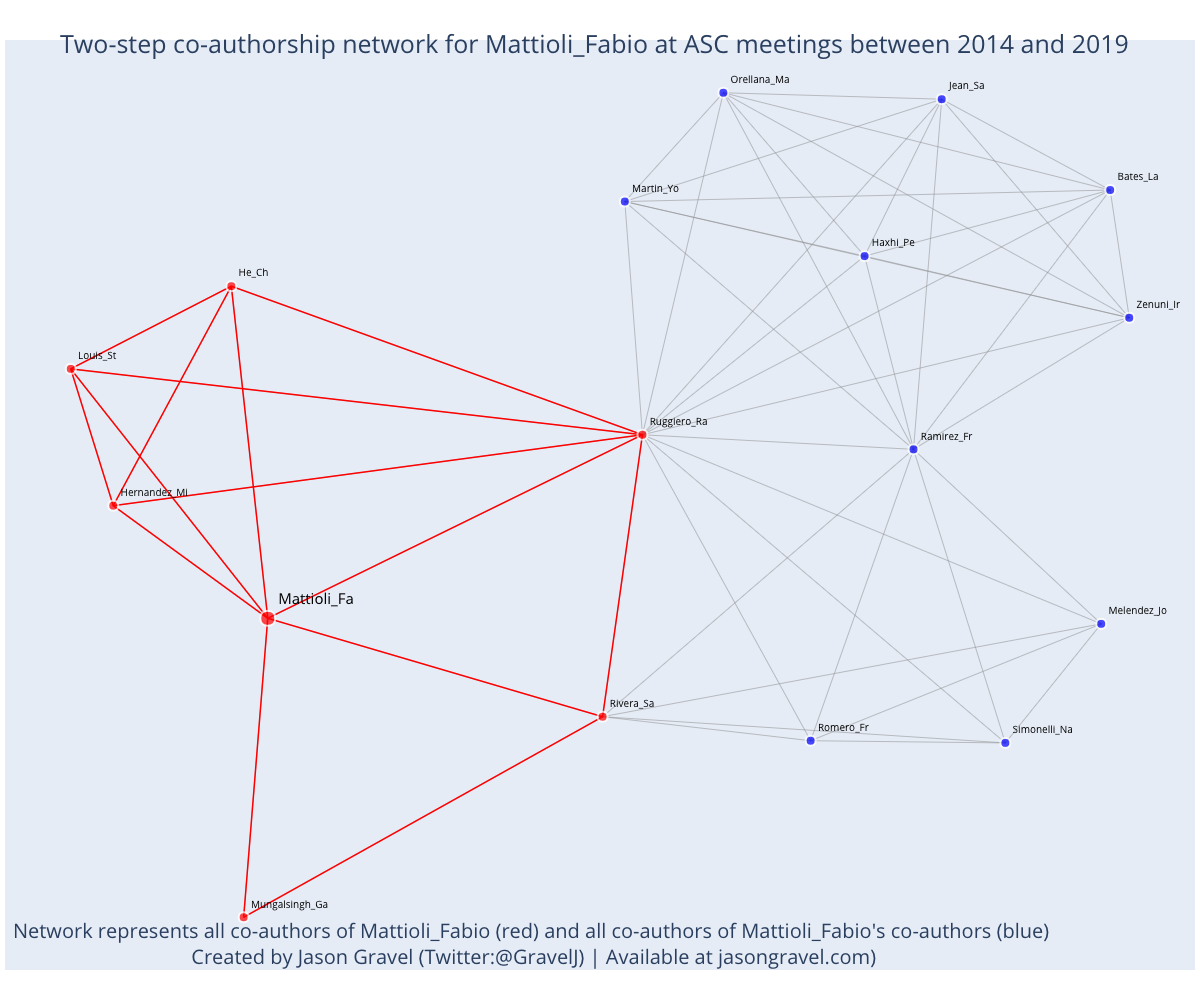 Two-step co-authorship network for Mattioli_Fabio at ASC meetings between 2014 and 2019
Orellana_Ma
Jean_Sa
Bates_La
Martin_Yo
Haxhi_Pe
He_Ch
Zenuni_Ir
Louis_St
Ruggiero_Ra
Ramirez_Fr
Hernandez_Mi
Mattioli_Fa
Melendez_Jo
Rivera_Sa
Romero_Fr
Simonelli_Na
Mungalsingh_Ga
Network represents all co-authors of Mattioli_Fabio (red) and all co-authors of Mattioli_Fabio's co-authors (blue)
Created by Jason Gravel (Twitter:@GravelJ) | Available at jasongravel.com)